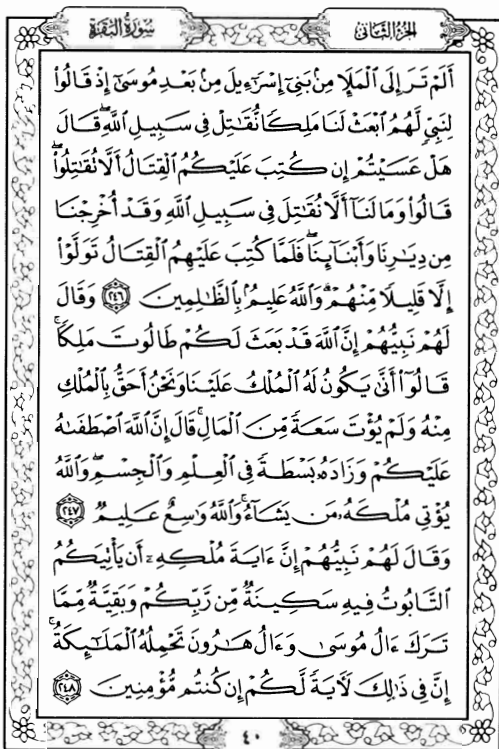 الجزء الثاني
سورة البقرة
أَلَمْ تَرَ إِلَى ٱلْمَلَإِ مِنۢ بَنِىٓ إِسْرَٰٓءِيلَ مِنۢ بَعْدِ مُوسَىٰٓ إِذْ قَالُوا۟
لِنَبِىٍّ لَّهُمُ ٱبْعَثْ لَنَا مَلِكًا نُّقَٰتِلْ فِى سَبِيلِ ٱللَّهِ ۖ قَالَ
هَلْ عَسَيْتُمْ إِن كُتِبَ عَلَيْكُمُ ٱلْقِتَالُ أَلَّا تُقَٰتِلُوا۟ ۖ
قَالُوا۟ وَمَا لَنَآ أَلَّا نُقَٰتِلَ فِى سَبِيلِ ٱللَّهِ وَقَدْ أُخْرِجْنَا
مِن دِيَٰرِنَا وَأَبْنَآئِنَا ۖ فَلَمَّا كُتِبَ عَلَيْهِمُ ٱلْقِتَالُ تَوَلَّوْا۟
إِلَّا قَلِيلًا مِّنْهُمْ ۗ وَٱللَّهُ عَلِيمٌۢ بِٱلظَّٰلِمِينَ ٢٤٦ وَقَالَ
لَهُمْ نَبِيُّهُمْ إِنَّ ٱللَّهَ قَدْ بَعَثَ لَكُمْ طَالُوتَ مَلِكًا ۚ
قَالُوٓا۟ أَنَّىٰ يَكُونُ لَهُ ٱلْمُلْكُ عَلَيْنَا وَنَحْنُ أَحَقُّ بِٱلْمُلْكِ
مِنْهُ وَلَمْ يُؤْتَ سَعَةً مِّنَ ٱلْمَالِ ۚ قَالَ إِنَّ ٱللَّهَ ٱصْطَفَىٰهُ
عَلَيْكُمْ وَزَادَهُۥ بَسْطَةً فِى ٱلْعِلْمِ وَٱلْجِسْمِ ۖ وَٱللَّهُ
يُؤْتِى مُلْكَهُۥ مَن يَشَآءُ ۚ وَٱللَّهُ وَٰسِعٌ عَلِيمٌ ٢٤٧
وَقَالَ لَهُمْ نَبِيُّهُمْ إِنَّ ءَايَةَ مُلْكِهِۦٓ أَن يَأْتِيَكُمُ
ٱلتَّابُوتُ فِيهِ سَكِينَةٌ مِّن رَّبِّكُمْ وَبَقِيَّةٌ مِّمَّا
تَرَكَ ءَالُ مُوسَىٰ وَءَالُ هَٰرُونَ تَحْمِلُهُ ٱلْمَلَٰٓئِكَةُ ۚ
إِنَّ فِى ذَٰلِكَ لَءَايَةً لَّكُمْ إِن كُنتُم مُّؤْمِنِينَ ٢٤٨
٤٠